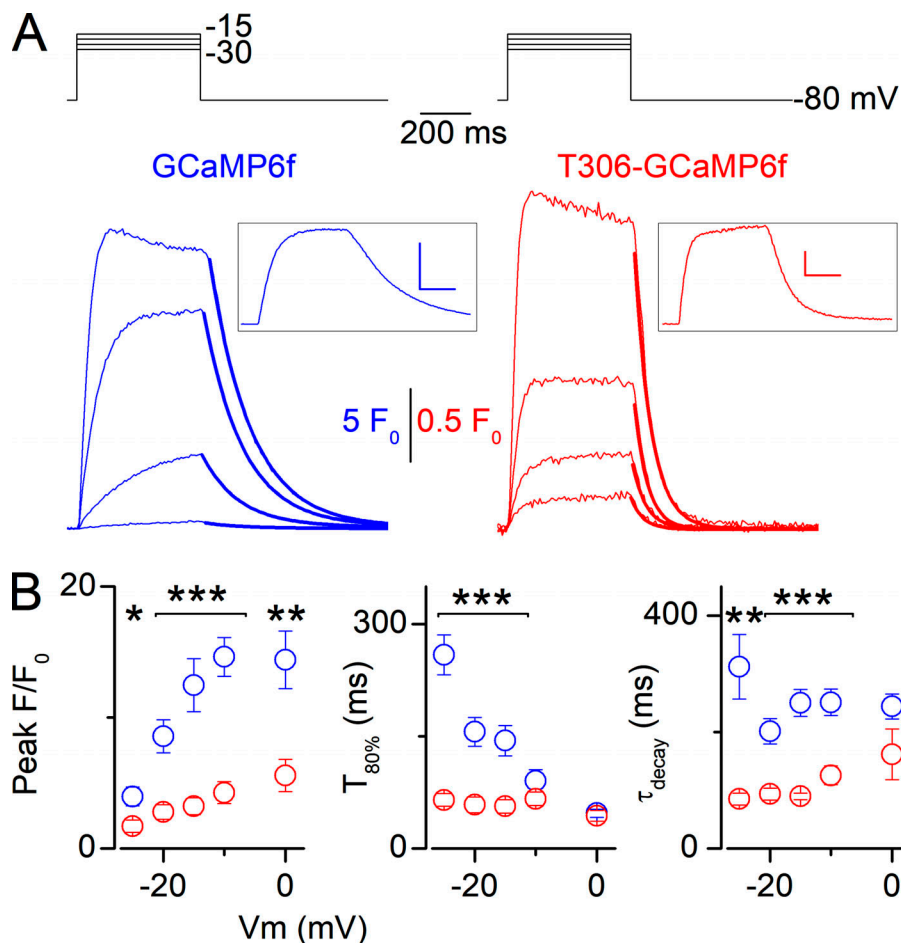 A
-15
-30
-80 mV
200 ms
GCaMP6f
T306-GCaMP6f
5 F0 | 0.5 F0
B
20
0
Peak F/F0
* *** **
-20 0
Vm (mV)
300
0
T80% (ms)
***
-20 0
400
0
τdecay (ms)
** ***
-20 0